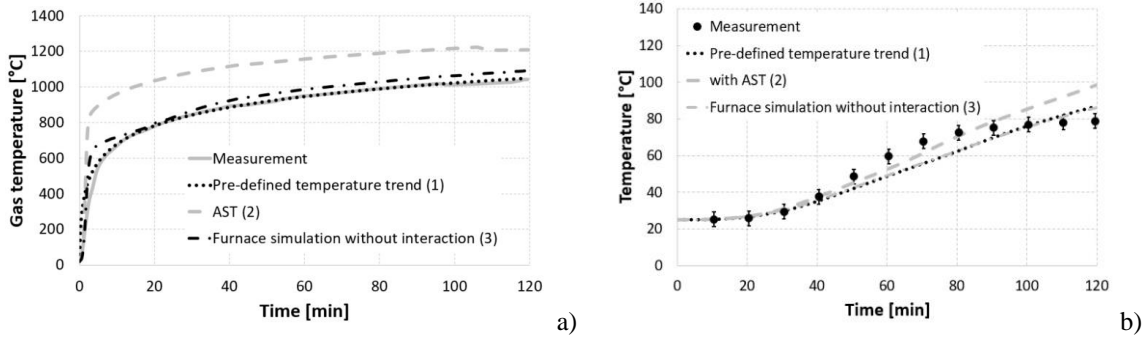 1400
1200
1000
800
600
400
200
0
Gas temperature [°C]
Measurement
Pre-defined temperature trend (1)
AST (2)
Furnace simulation without interaction (3)
0 20 40 60 80 100 120
Time [min]
a)
140
120
100
80
60
40
20
0
Temperature [°C]
Measurement
Pre-defined temperature trend (1)
with AST (2)
Furnace simulation without interaction (3)
0 20 40 60 80 100 120
Time [min]
b)